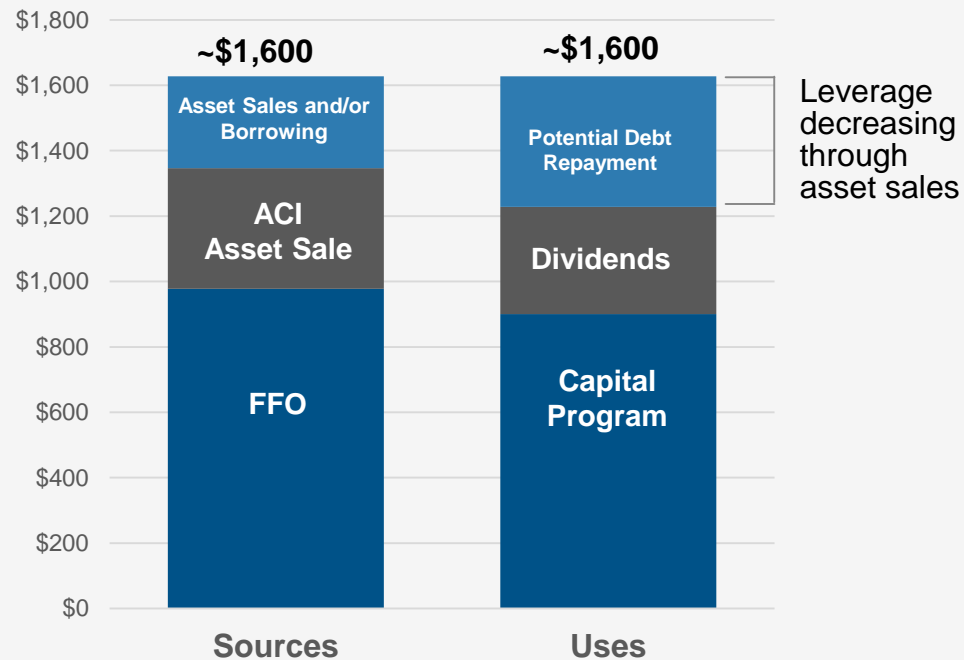 $1,800
$1,600
$1,400
$1,200
$1,000
$800
$600
$400
$200
$0
~$1,600
Asset Sales and/or
Borrowing
ACI
Asset Sale
FFO
Sources
~$1,600
Potential Debt
Repayment
Dividends
Capital
Program
Uses
Leverage
decreasing
through
asset sales